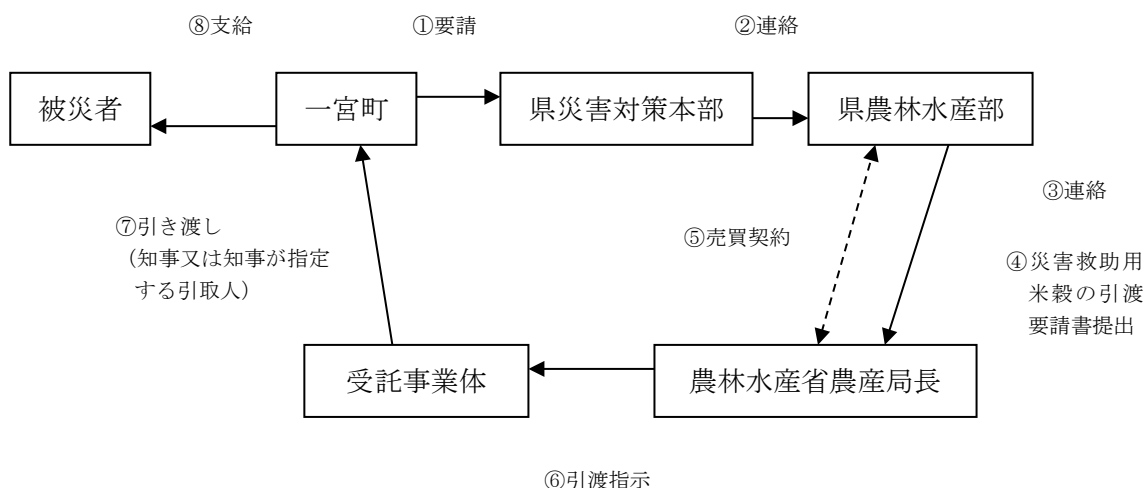 ⑧支給
①要請
②連絡
被災者
一宮町
県災害対策本部
県農林水産部
③連絡
⑦引き渡し
（知事又は知事が指定
する引取人）
⑤売買契約
④災害救助用
米穀の引渡
要請書提出
受託事業体
農林水産省農産局長
⑥引渡指示